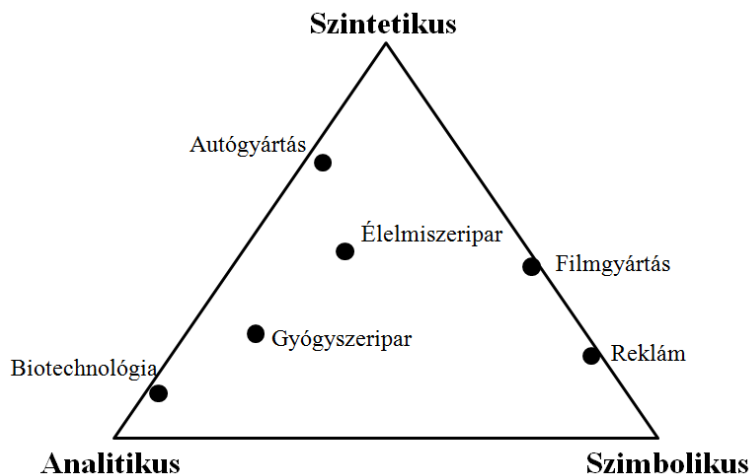 Szintetikus
Autógyártás
Élelmiszeripar
Filmgyártás
Gyógyszeripar
Reklám
Biotechnológia
Analitikus
Szimbolikus